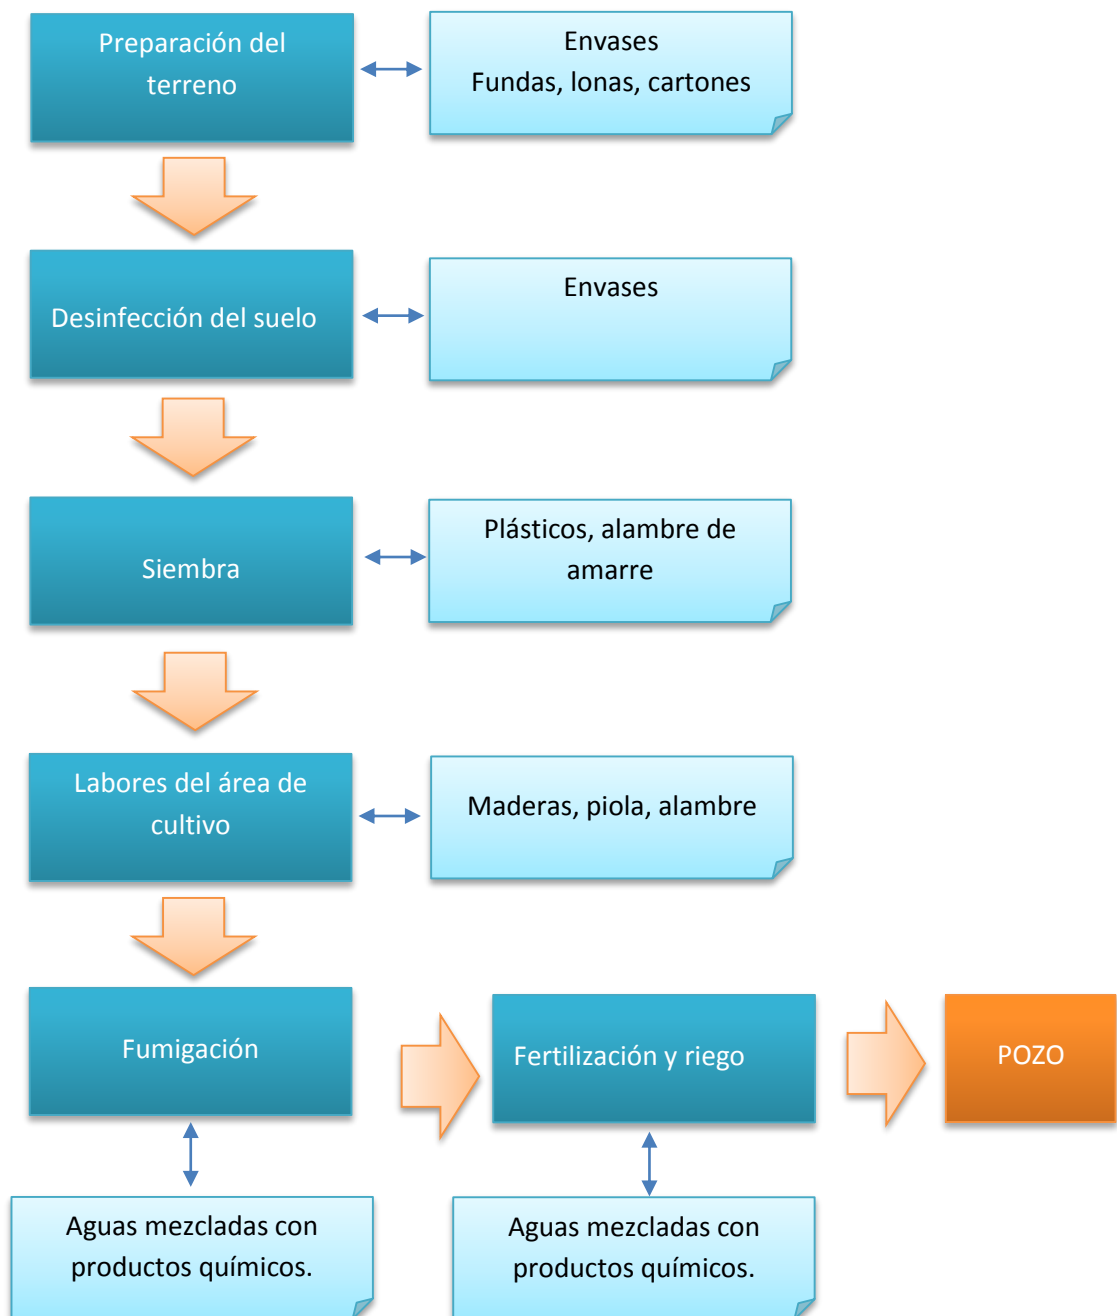 Preparación del
terreno
Envases
Fundas, lonas, cartones
Desinfección del suelo
Envases
Siembra
Plásticos, alambre de
amarre
Labores del área de
cultivo
Maderas, piola, alambre
Fumigación
Fertilización y riego
POZO
Aguas mezcladas con
productos químicos.
Aguas mezcladas con
productos químicos.